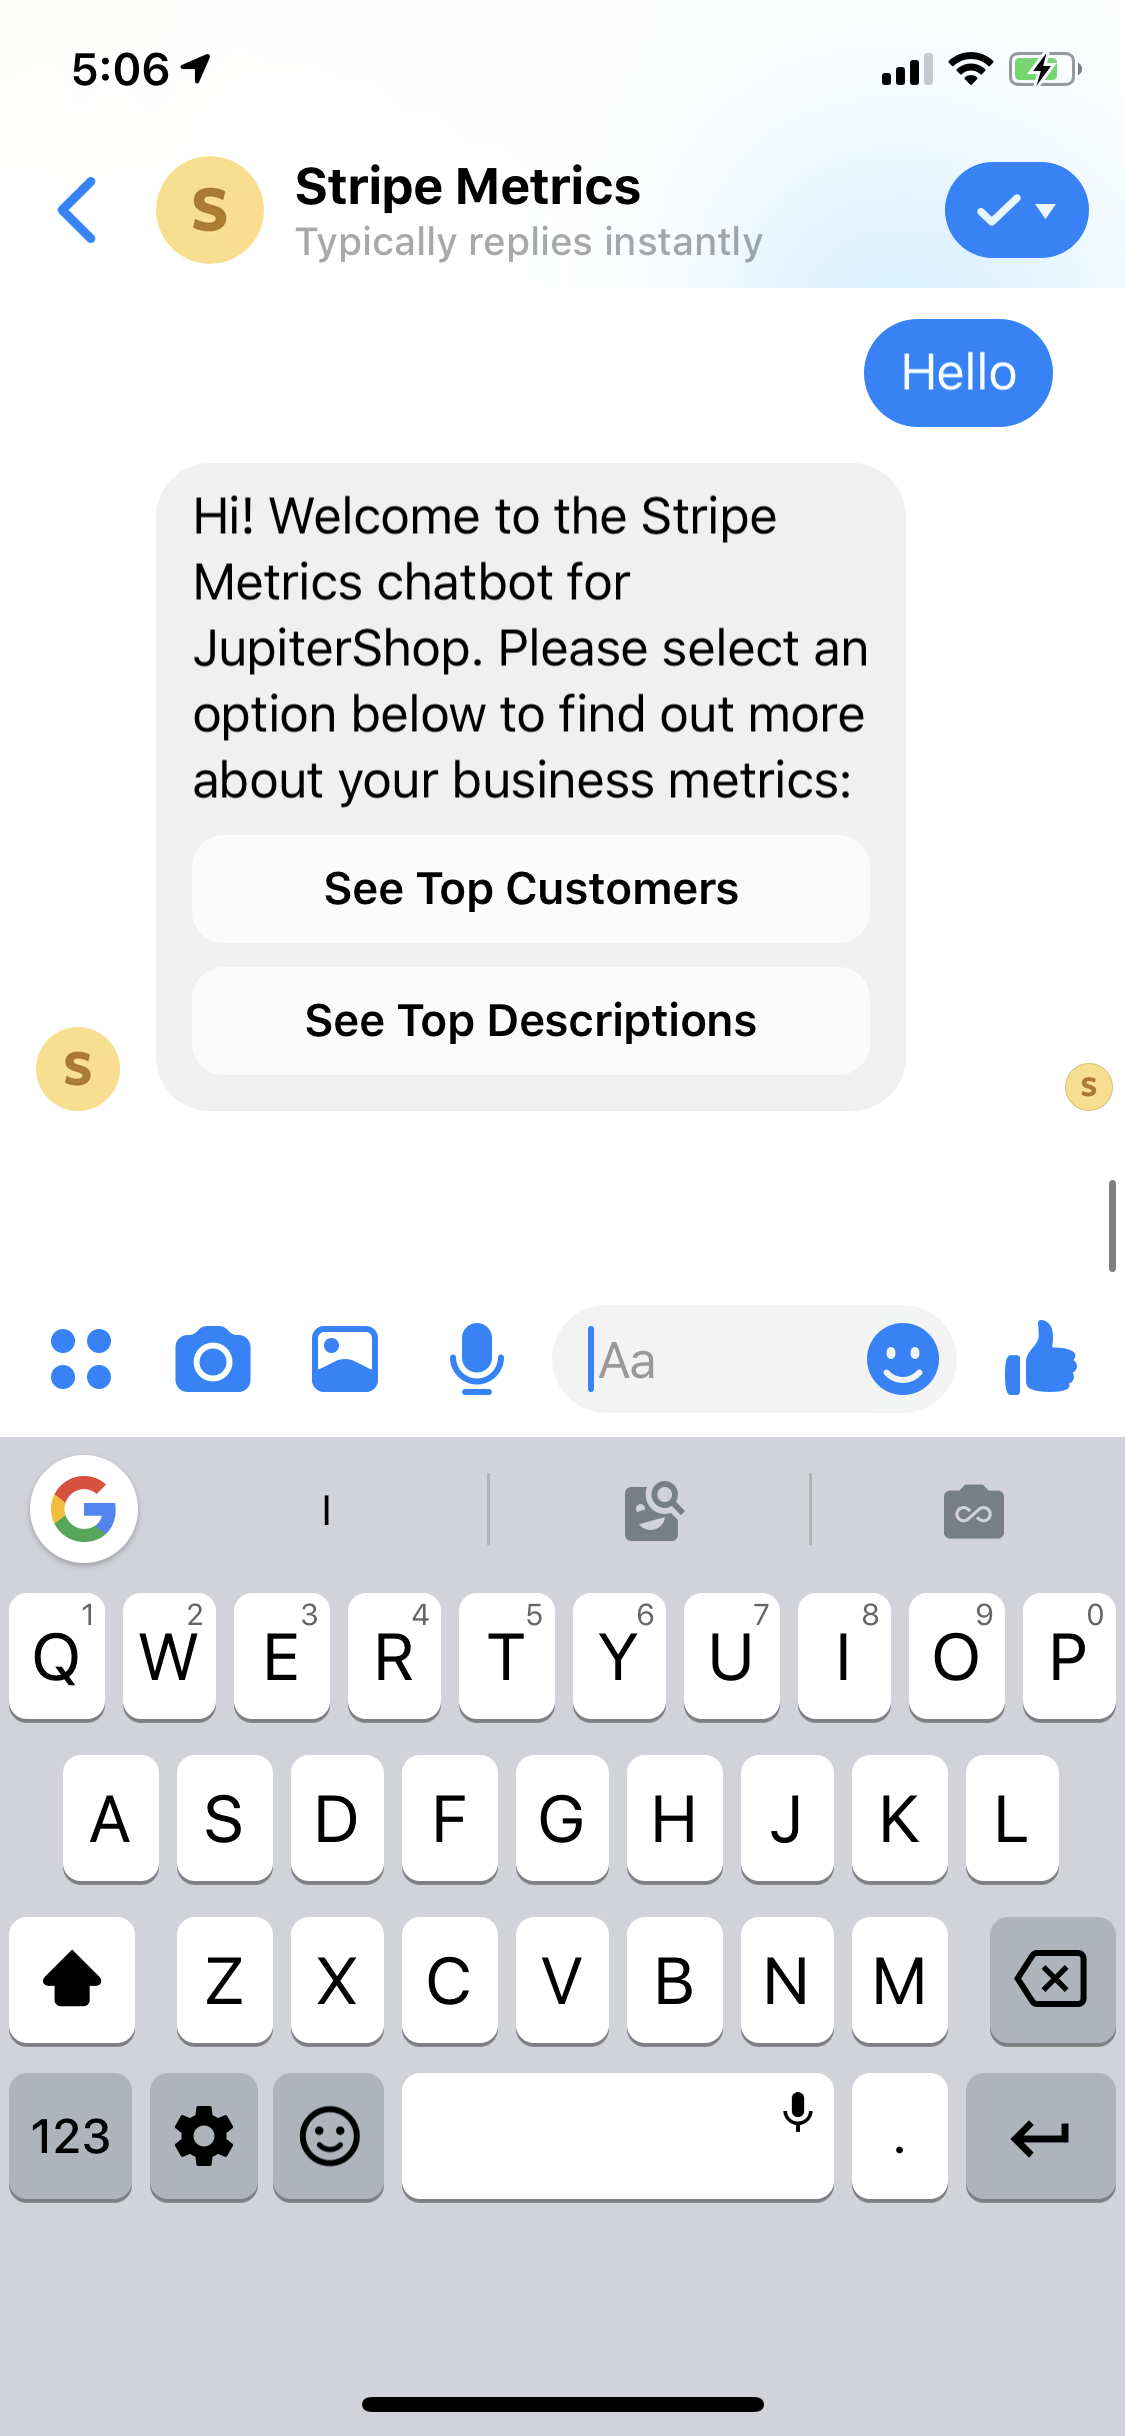 5:06
S
Stripe Metrics
Typically replies instantly
Hello
Hi! Welcome to the Stripe
Metrics chatbot for
JupiterShop. Please select an
option below to find out more
about your business metrics:
See Top Customers
See Top Descriptions
S
S
Aa
G
I
1 2 3 4 5 6 7 8 9 0
Q W E R T Y U I O P
A S D F G H J K L
Z X C V B N M
123 .